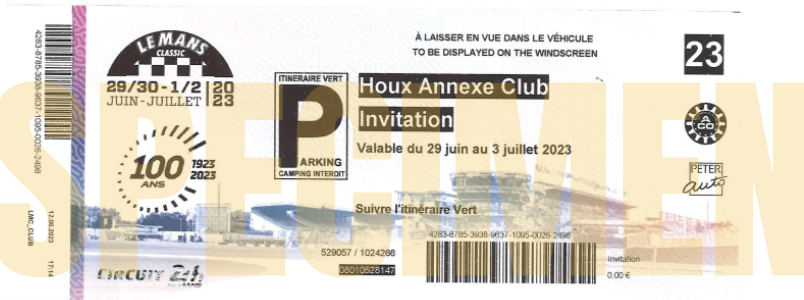 4283-8785-3938-9637-1095-0026-2498
12.06.2023 17:14
LMC_CLUB
LE MANS
CLASSIC
29/30-1/2
JUIN-JUILLET
20
23
100
ANS
1923
2023
CIRCUIT 24h
À LAISSER EN VUE DANS LE VÉHICULE
TO BE DISPLAYED ON THE WINDSCREEN
ITINERAIRE VERT
PARKING
CAMPING INTERDIT
Houx Annexe Club
Invitation
Valable du 29 juin au 3 juillet 2023
Suivre l'itinéraire Vert
4283-8785-3938-9637-1095-0026-2498
529057 / 1024266
08010528147
Invitation
0.00 €
23
ACO
PETER
auto
SPECIMEN